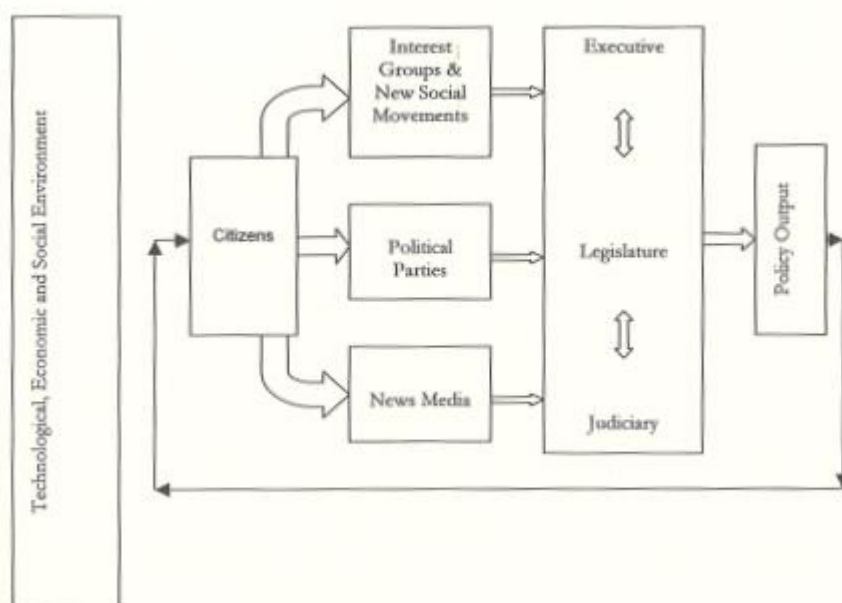 Technological, Economic and Social Environment
Citizens
Interest
Groups &
New Social
Movements
Political
Parties
News Media
Executive
Legislature
Judiciary
Policy Output